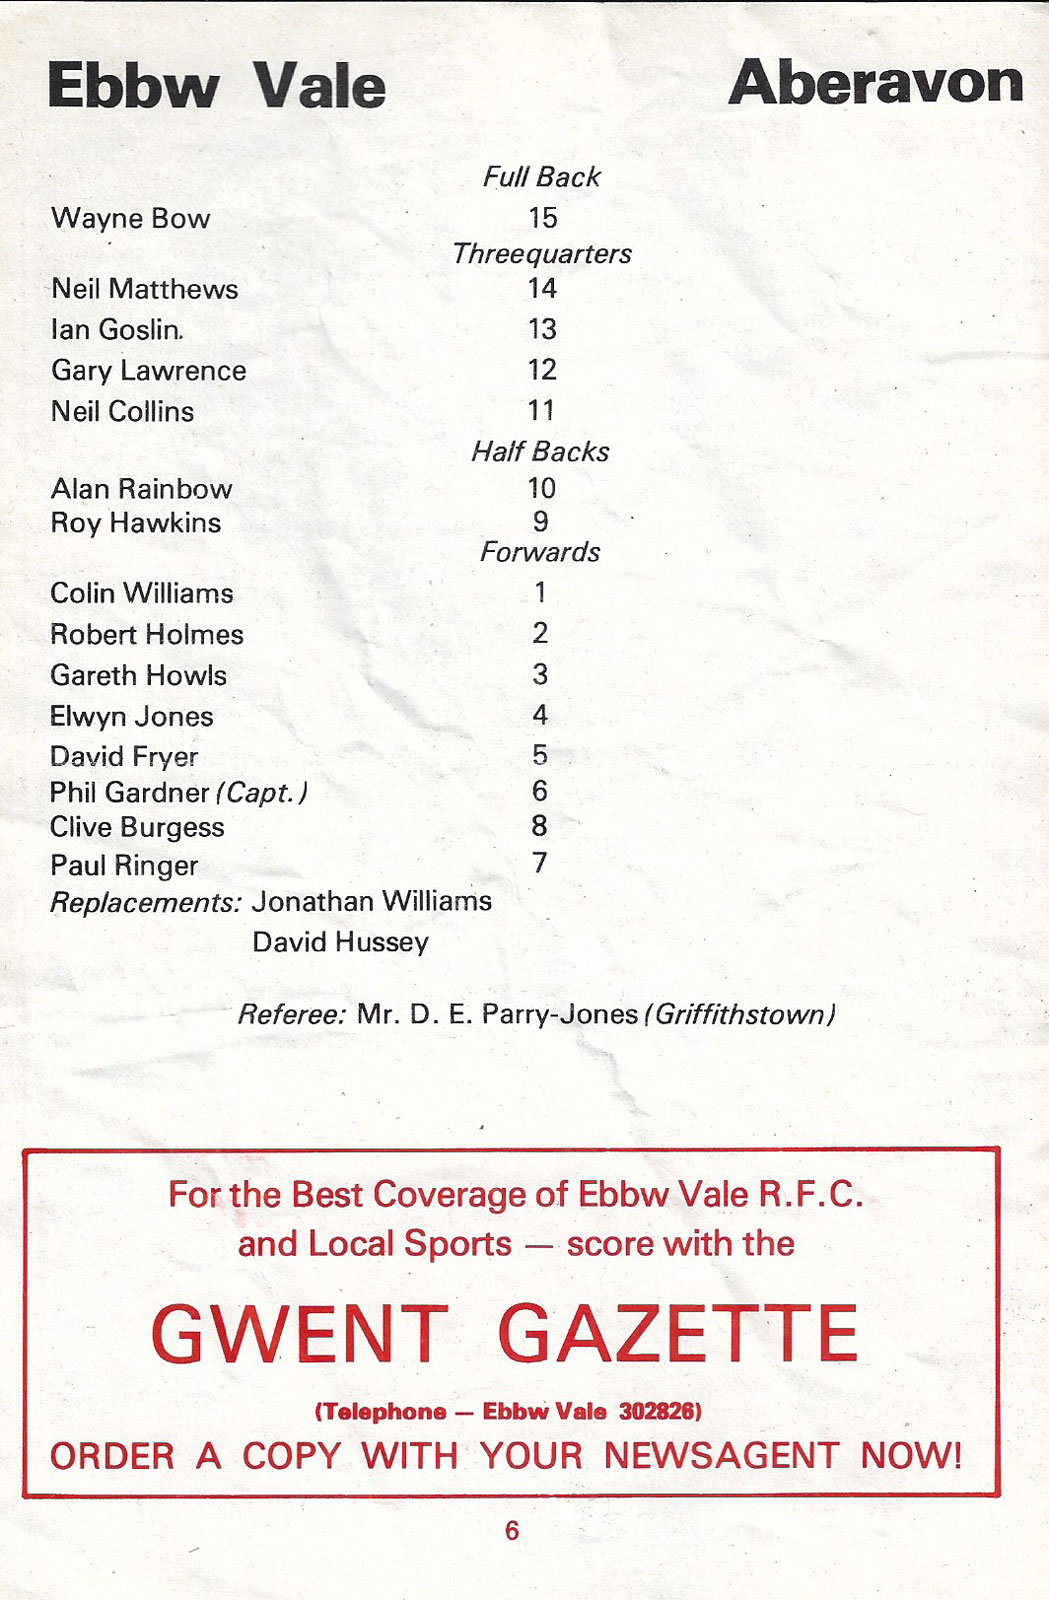 Ebbw Vale Aberavon
Full Back
Wayne Bow 15
Threequarters
Neil Matthews 14
Ian Goslin. 13
Gary Lawrence 12
Neil Collins 11
Half Backs
Alan Rainbow 10
Roy Hawkins 9
Forwards
Colin Williams 1
Robert Holmes 2
Gareth Howls 3
Elwyn Jones 4
David Fryer 5
Phil Gardner (Capt.) 6
Clive Burgess 8
Paul Ringer 7
Replacements: Jonathan Williams
David Hussey
Referee: Mr. D. E. Parry-Jones (Griffithstown)
For the Best Coverage of Ebbw Vale R.F.C.
and Local Sports — score with the
GWENT GAZETTE
(Telephone — Ebbw Vale 302826)
ORDER A COPY WITH YOUR NEWSAGENT NOW!
6